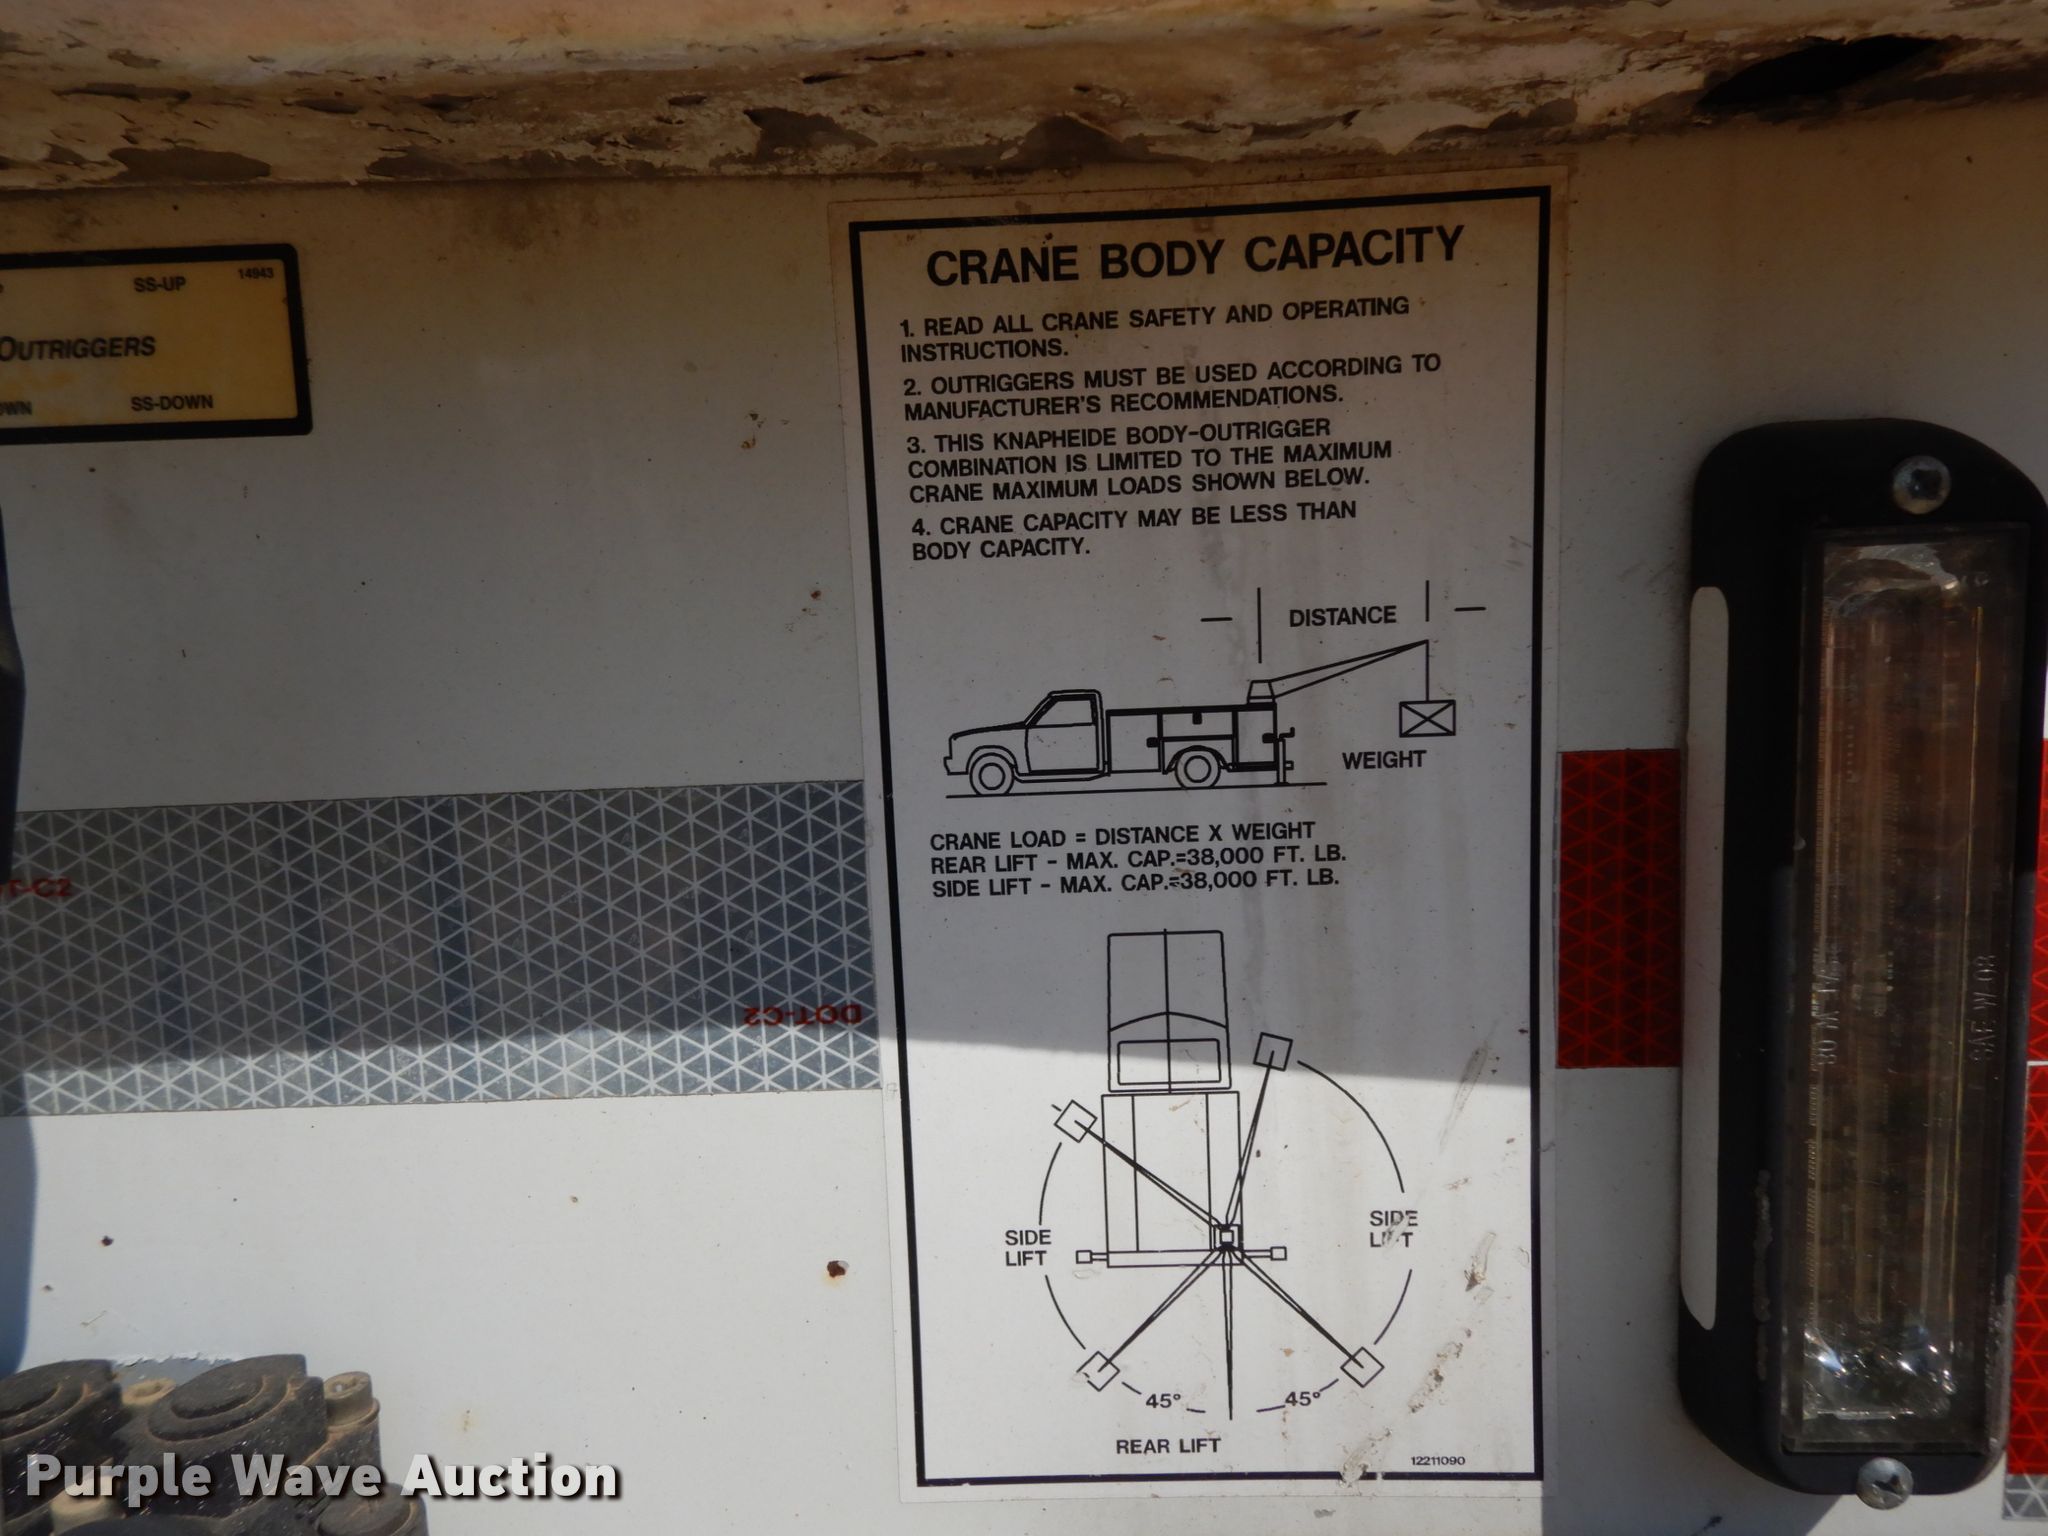 SS-UP 14943
OUTRIGGERS
SS-DOWN
CRANE BODY CAPACITY
1. READ ALL CRANE SAFETY AND OPERATING
INSTRUCTIONS.
2. OUTRIGGERS MUST BE USED ACCORDING TO
MANUFACTURER'S RECOMMENDATIONS.
3. THIS KNAPHEIDE BODY-OUTRIGGER
COMBINATION IS LIMITED TO THE MAXIMUM
CRANE MAXIMUM LOADS SHOWN BELOW.
4. CRANE CAPACITY MAY BE LESS THAN
BODY CAPACITY.
DISTANCE
WEIGHT
CRANE LOAD = DISTANCE X WEIGHT
REAR LIFT - MAX. CAP.=38,000 FT. LB.
SIDE LIFT - MAX. CAP.=38,000 FT. LB.
DOT-C2
SIDE
LIFT
SIDE
LIFT
45° 45°
REAR LIFT
12211090
Purple Wave Auction